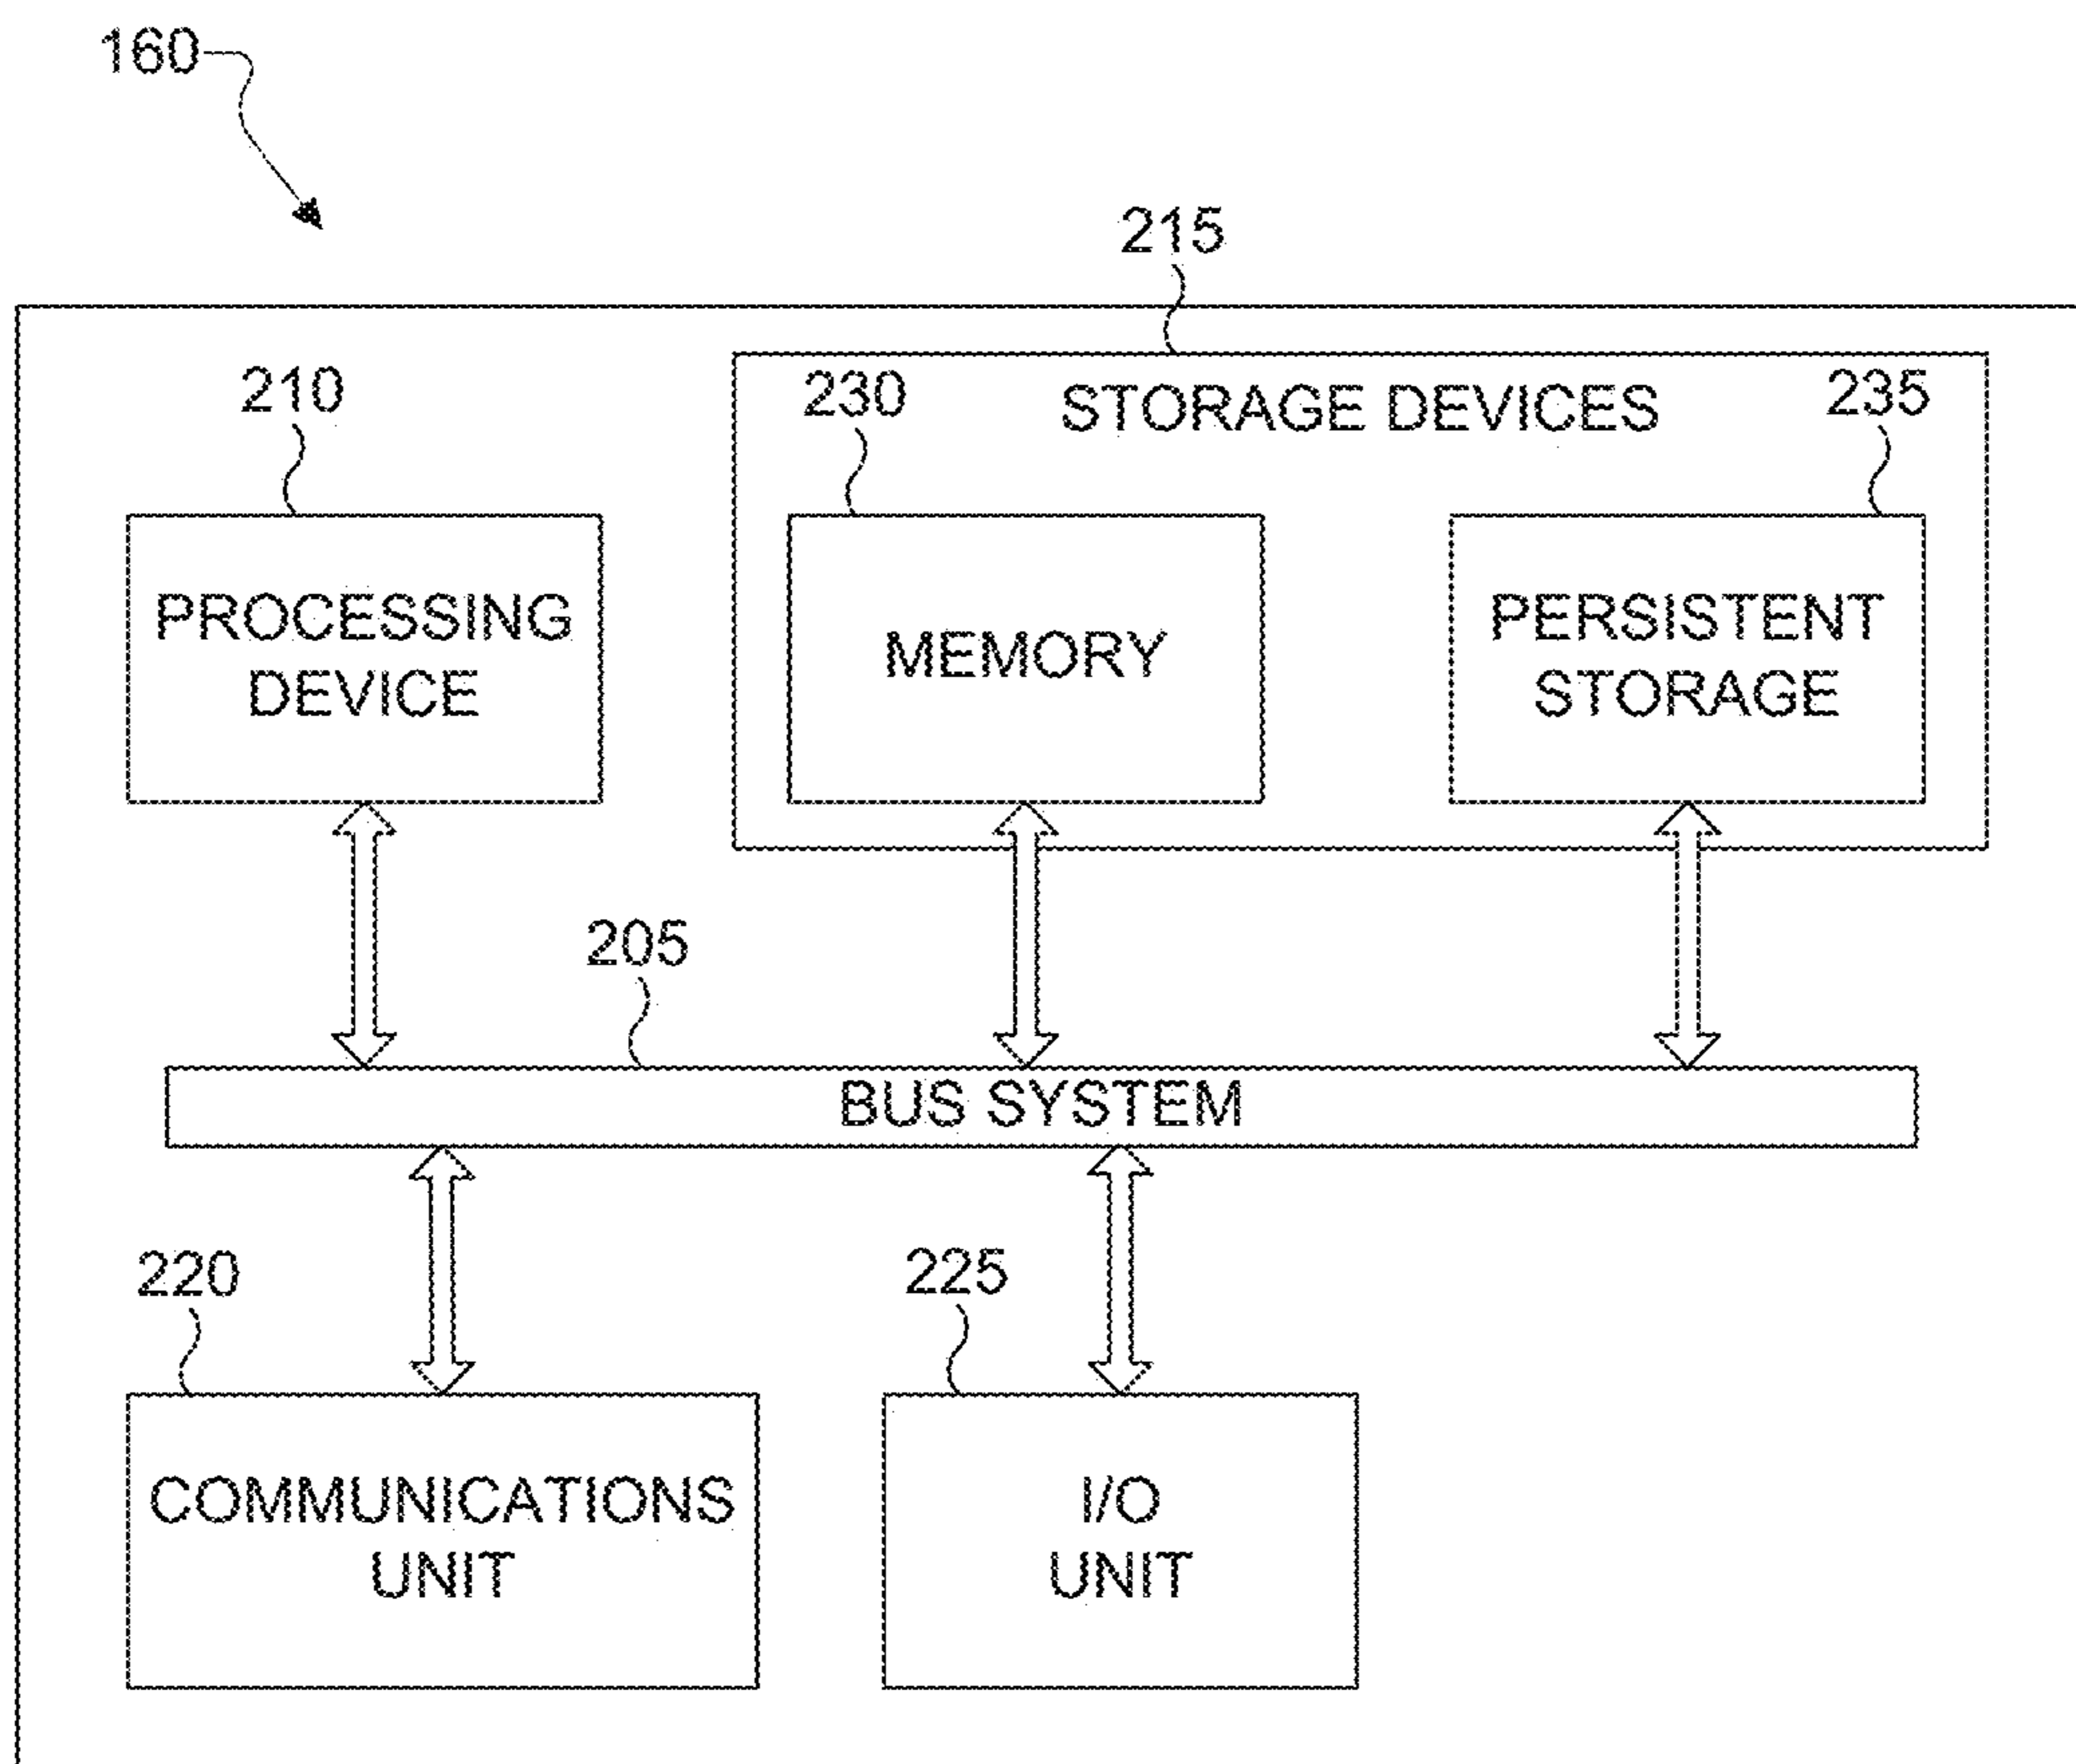 160
215
210
230
STORAGE DEVICES
235
PROCESSING
DEVICE
MEMORY
PERSISTENT
STORAGE
205
BUS SYSTEM
220
225
COMMUNICATIONS
UNIT
I/O
UNIT